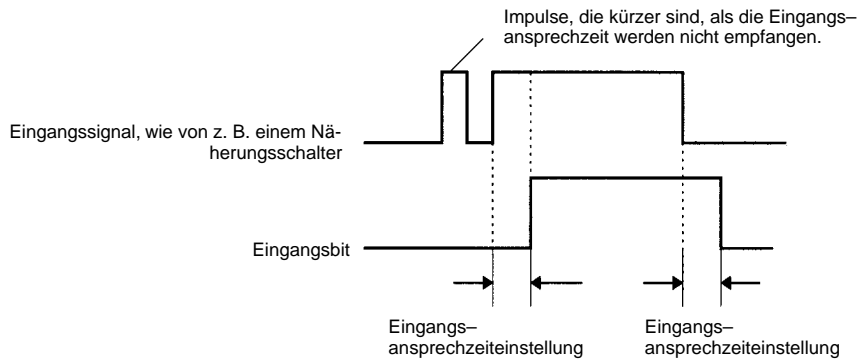 Impulse, die kürzer sind, als die Eingangs–
ansprechzeit werden nicht empfangen.
Eingangssignal, wie von z. B. einem Nä-
herungsschalter
Eingangsbit
Eingangs–
ansprechzeiteinstellung
Eingangs–
ansprechzeiteinstellung